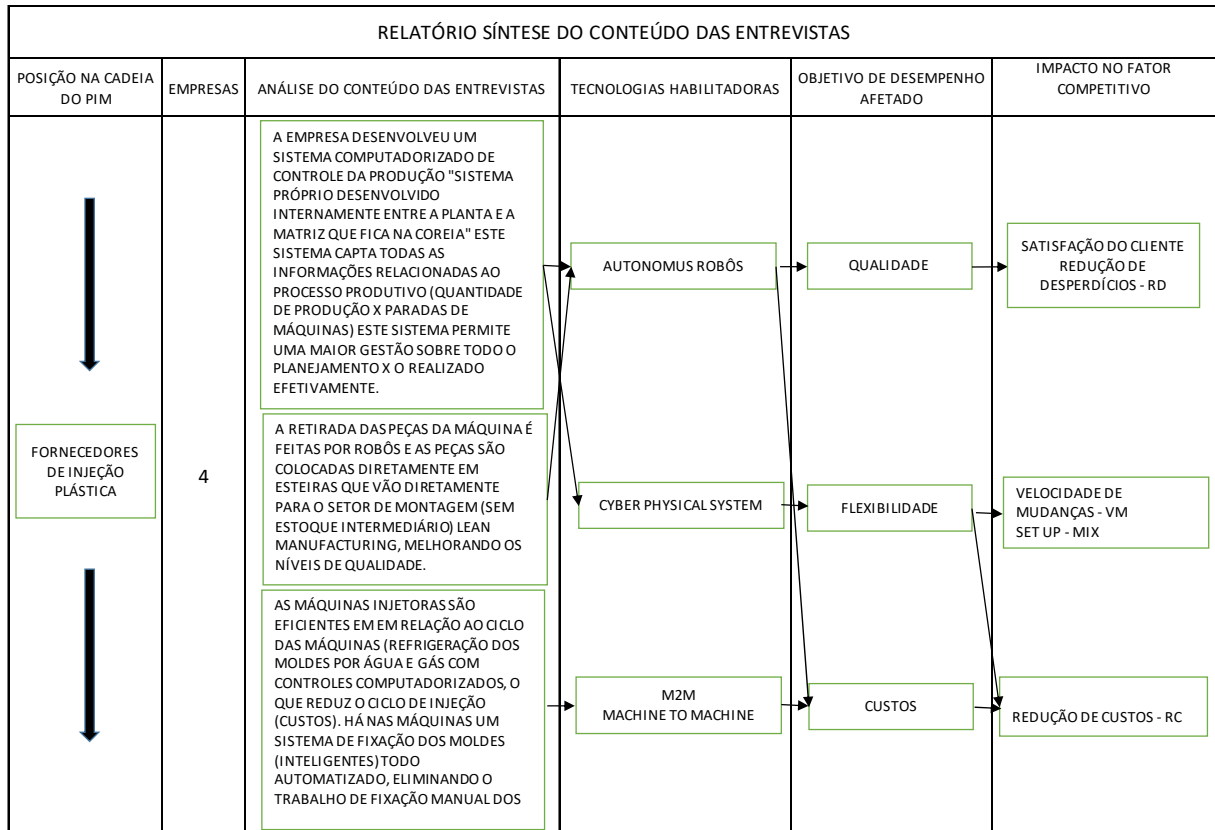 RELATÓRIO SÍNTESE DO CONTEÚDO DAS ENTREVISTAS
POSIÇÃO NA CADEIA
DO PIM
EMPRESAS
ANÁLISE DO CONTEÚDO DAS ENTREVISTAS
TECNOLOGIAS HABILITADORAS
OBJETIVO DE DESEMPENHO
AFETADO
IMPACTO NO FATOR
COMPETITIVO
FORNECEDORES
DE INJEÇÃO
PLÁSTICA
4
A EMPRESA DESENVOLVEU UM
SISTEMA COMPUTADORIZADO DE
CONTROLE DA PRODUÇÃO "SISTEMA
PRÓPRIO DESENVOLVIDO
INTERNAMENTE ENTRE A PLANTA E A
MATRIZ QUE FICA NA COREIA" ESTE
SISTEMA CAPTA TODAS AS
INFORMAÇÕES RELACIONADAS AO
PROCESSO PRODUTIVO (QUANTIDADE
DE PRODUÇÃO X PARADAS DE
MÁQUINAS) ESTE SISTEMA PERMITE
UMA MAIOR GESTÃO SOBRE TODO O
PLANEJAMENTO X O REALIZADO
EFETIVAMENTE.
A RETIRADA DAS PEÇAS DA MÁQUINA É
FEITAS POR ROBÔS E AS PEÇAS SÃO
COLOCADAS DIRETAMENTE EM
ESTEIRAS QUE VÃO DIRETAMENTE
PARA O SETOR DE MONTAGEM (SEM
ESTOQUE INTERMEDIÁRIO) LEAN
MANUFACTURING, MELHORANDO OS
NÍVEIS DE QUALIDADE.
AS MÁQUINAS INJETORAS SÃO
EFICIENTES EM EM RELAÇÃO AO CICLO
DAS MÁQUINAS (REFRIGERAÇÃO DOS
MOLDES POR ÁGUA E GÁS COM
CONTROLES COMPUTADORIZADOS, O
QUE REDUZ O CICLO DE INJEÇÃO
(CUSTOS). HÁ NAS MÁQUINAS UM
SISTEMA DE FIXAÇÃO DOS MOLDES
(INTELIGENTES) TODO
AUTOMATIZADO, ELIMINANDO O
TRABALHO DE FIXAÇÃO MANUAL DOS
AUTONOMUS ROBÔS
CYBER PHYSICAL SYSTEM
M2M
MACHINE TO MACHINE
QUALIDADE
FLEXIBILIDADE
CUSTOS
SATISFAÇÃO DO CLIENTE
REDUÇÃO DE
DESPERDÍCIOS - RD
VELOCIDADE DE
MUDANÇAS - VM
SET UP - MIX
REDUÇÃO DE CUSTOS - RC